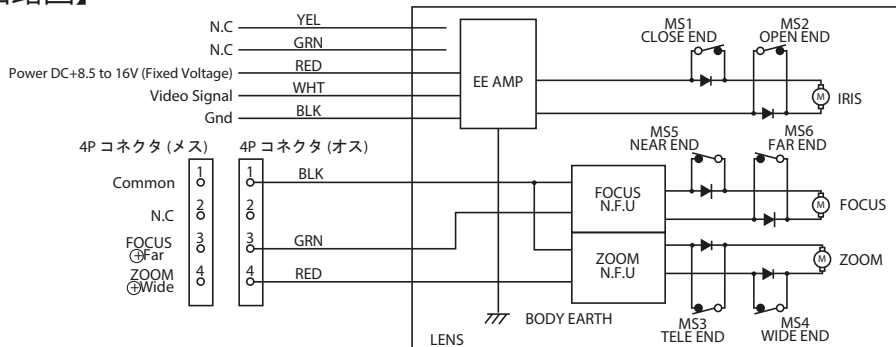 N.C YEL
N.C GRN
Power DC+8.5 to 16V (Fixed Voltage) RED
Video Signal WHT
Gnd BLK
EE AMP
MS1
CLOSE END
MS2
OPEN END
M
IRIS
4P コネクタ (メス)
4P コネクタ (オス)
Common 1
N.C 2
FOCUS
⊕Far 3
ZOOM
⊕Wide 4
1 BLK
2
3 GRN
4 RED
FOCUS
N.F.U
ZOOM
N.F.U
MS5
NEAR END
MS6
FAR END
M
FOCUS
M
ZOOM
MS3
TELE END
MS4
WIDE END
BODY EARTH
LENS